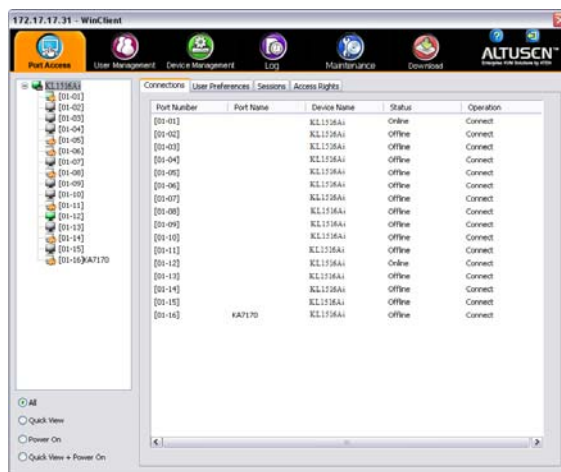 172.17.17.31 - WinClient
Port Access User Management Device Management Log Maintenance Download
ALTUSEN™
KL1516Ai
[01-01]
[01-02]
[01-03]
[01-04]
[01-05]
[01-06]
[01-07]
[01-08]
[01-09]
[01-10]
[01-11]
[01-12]
[01-13]
[01-14]
[01-15]
[01-16]KA7170
All
Quick View
Power On
Quick View + Power On
Connections User Preferences Sessions Access Rights
Port Number Port Name Device Name Status Operation
[01-01] KL1516Ai Online Connect
[01-02] KL1516Ai Offline Connect
[01-03] KL1516Ai Offline Connect
[01-04] KL1516Ai Offline Connect
[01-05] KL1516Ai Offline Connect
[01-06] KL1516Ai Offline Connect
[01-07] KL1516Ai Offline Connect
[01-08] KL1516Ai Offline Connect
[01-09] KL1516Ai Offline Connect
[01-10] KL1516Ai Offline Connect
[01-11] KL1516Ai Offline Connect
[01-12] KL1516Ai Online Connect
[01-13] KL1516Ai Offline Connect
[01-14] KL1516Ai Offline Connect
[01-15] KL1516Ai Offline Connect
[01-16] KA7170 KL1516Ai Offline Connect